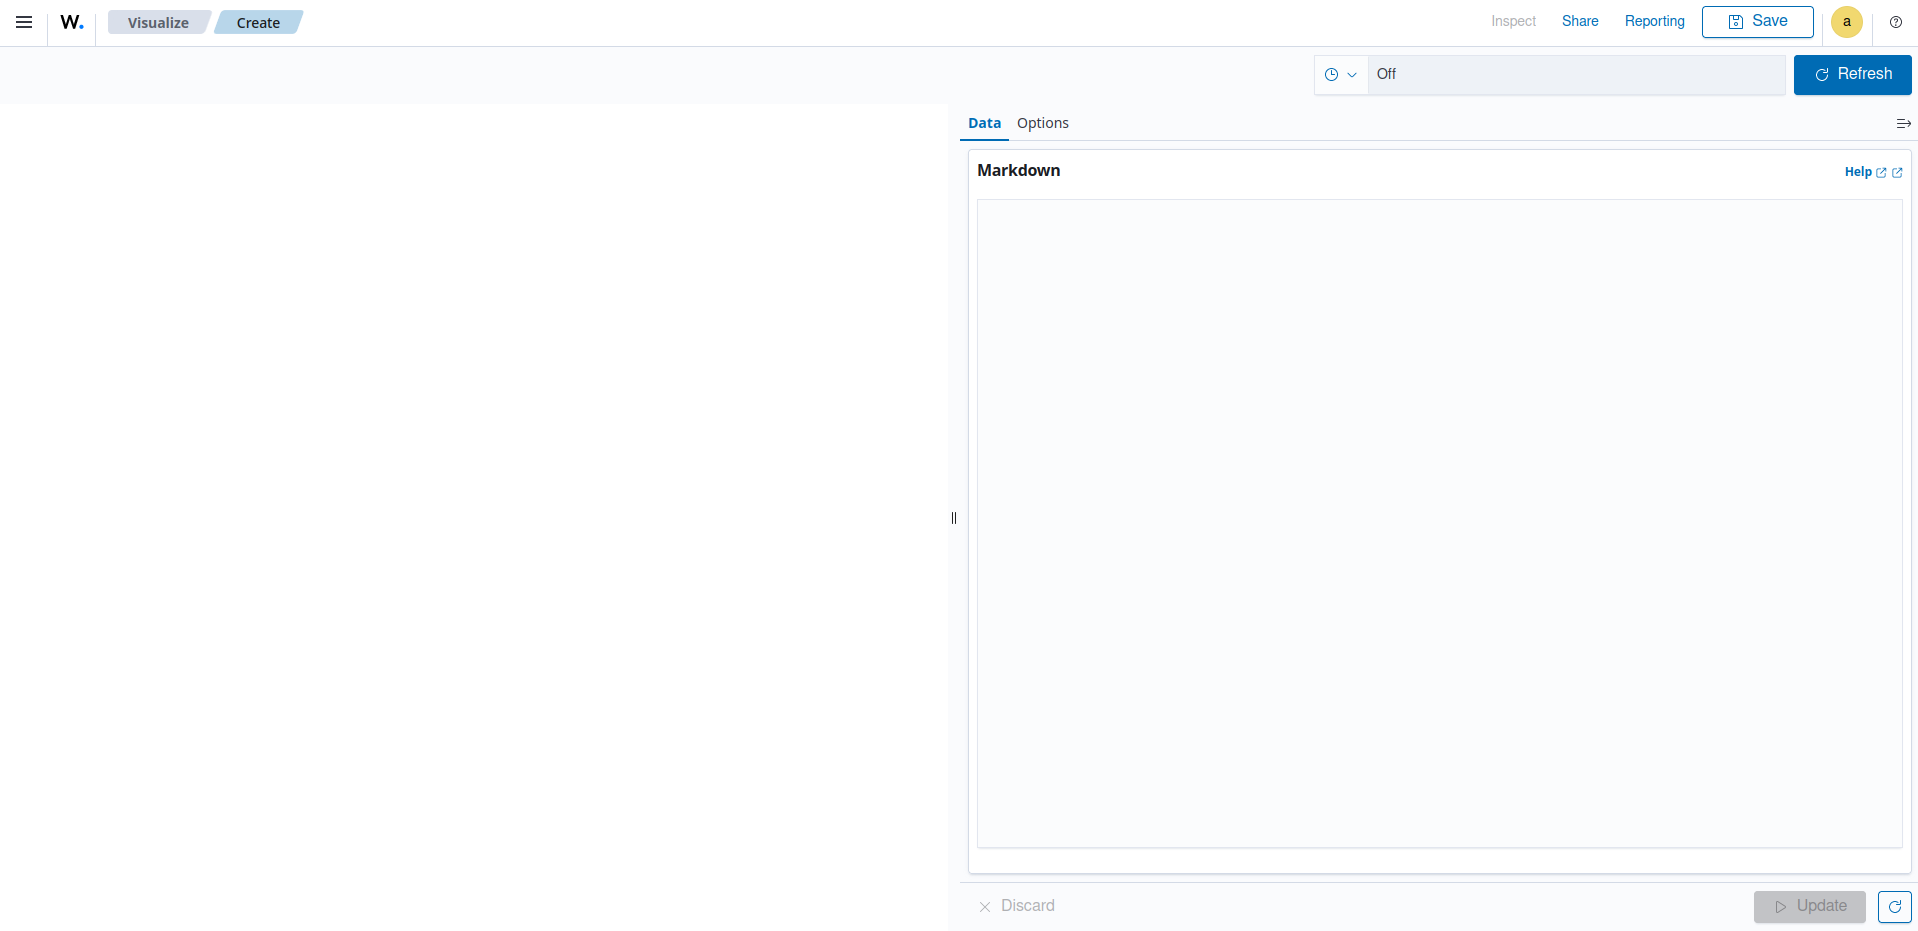 W. Visualize Create Inspect Share Reporting Save a
Off Refresh
Data Options
Markdown Help
Discard Update